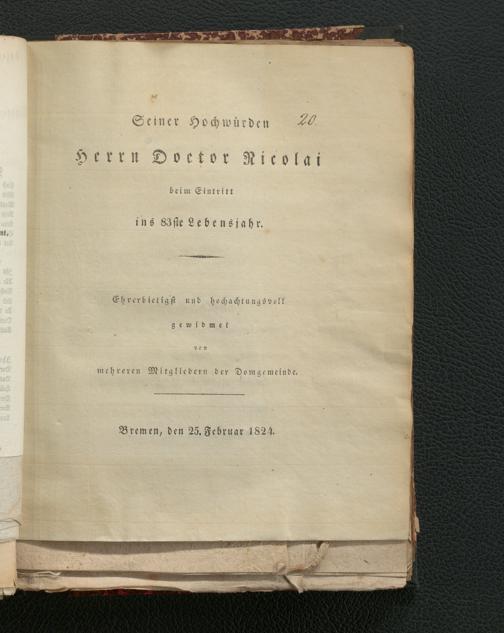 Seiner Hochwürden 20.
Herrn Doctor Nicolai
beim Eintritt
ins 83ste Lebensjahr.
Ehrerbietigst und hochachtungsvoll
gewidmet
von
mehreren Mitgliedern der Domgemeinde.
Bremen, den 25. Februar 1824.